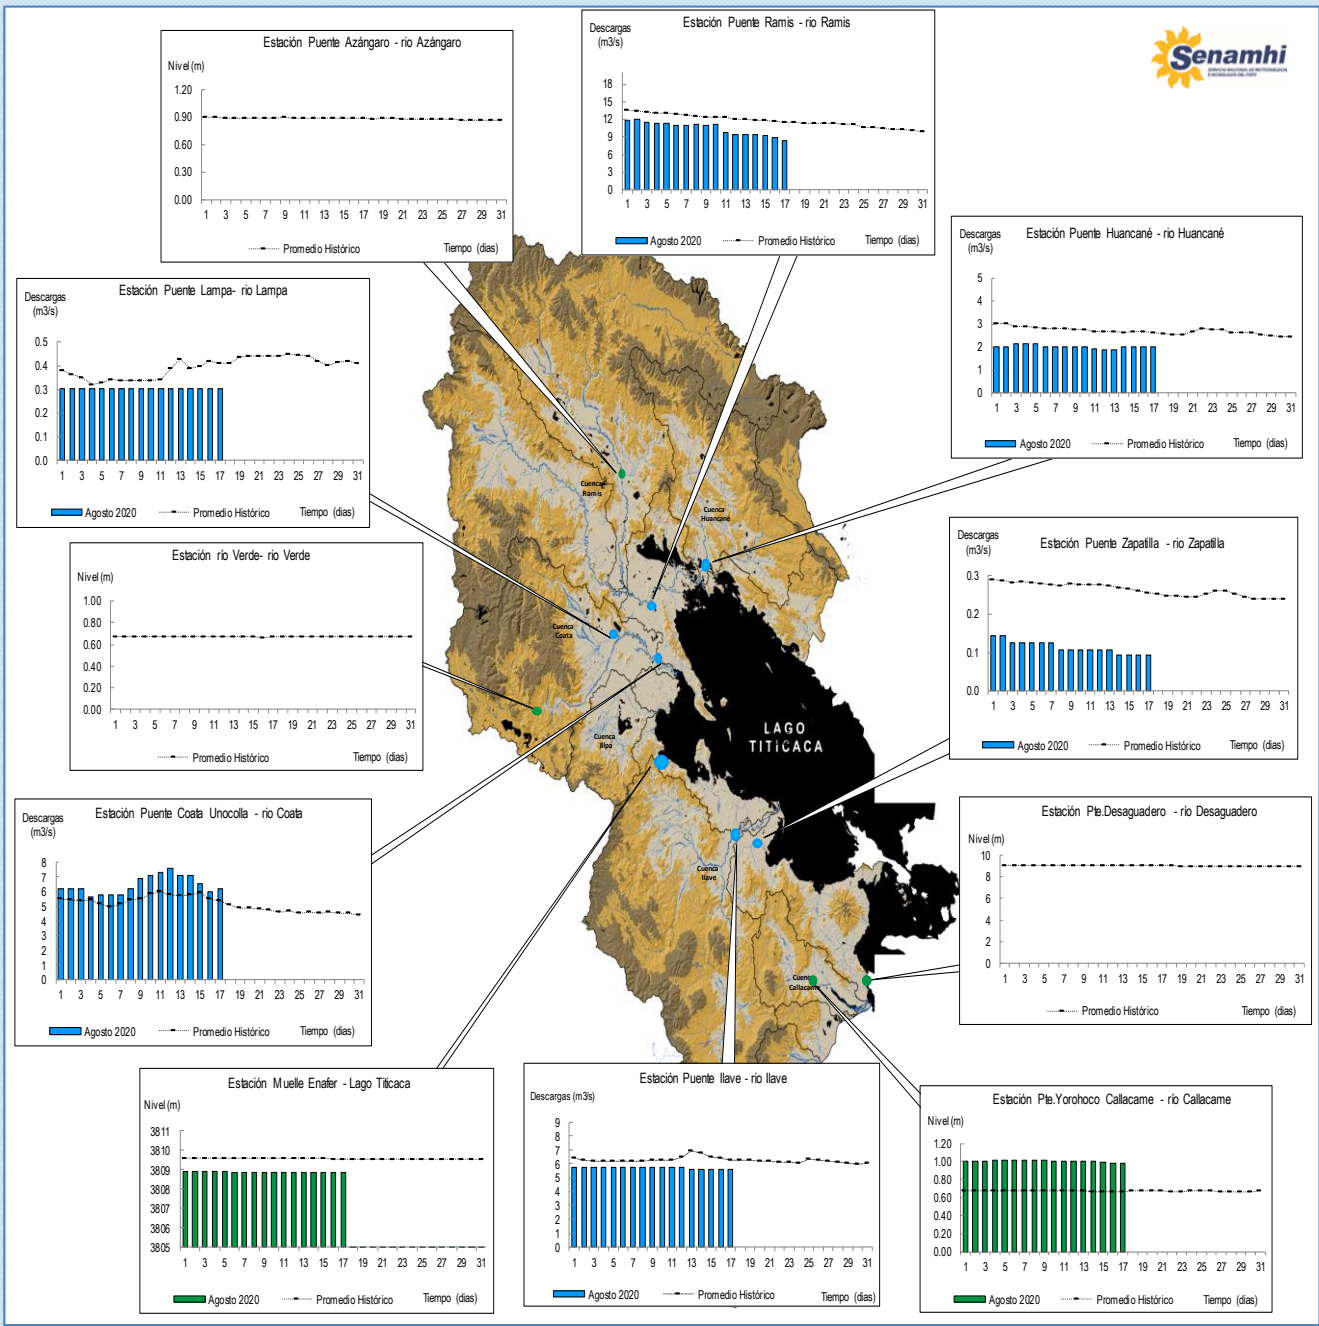 Estación Puente Azángaro - rio Azángaro
Nivel (m)
1.20
0.90
0.60
0.30
0.00
1 3 5 7 9 11 13 15 17 19 21 23 25 27 29 31
Promedio Histórico Tiempo (dias)
Estación Puente Ramis - rio Ramis
Descargas
(m3/s)
18
15
12
9
6
3
0
1 3 5 7 9 11 13 15 17 19 21 23 25 27 29 31
Agosto 2020 Promedio Histórico Tiempo (dias)
Senamhi
SERVICIO NACIONAL DE METEOROLOGÍA
E HIDROLOGÍA DEL PERÚ
Estación Puente Huancané - rio Huancané
Descargas
(m3/s)
5
4
3
2
1
0
1 3 5 7 9 11 13 15 17 19 21 23 25 27 29 31
Agosto 2020 Promedio Histórico Tiempo (dias)
Estación Puente Lampa- rio Lampa
Descargas
(m3/s)
0.5
0.4
0.3
0.2
0.1
0.0
1 3 5 7 9 11 13 15 17 19 21 23 25 27 29 31
Agosto 2020 Promedio Histórico Tiempo (dias)
Cuenca
Ramis
Cuenca
Huancané
Estación río Verde- rio Verde
Nivel (m)
1.00
0.80
0.60
0.40
0.20
0.00
1 3 5 7 9 11 13 15 17 19 21 23 25 27 29 31
Promedio Histórico Tiempo (dias)
Estación Puente Zapatilla - rio Zapatilla
Descargas
(m3/s)
0.3
0.2
0.1
0.0
1 3 5 7 9 11 13 15 17 19 21 23 25 27 29 31
Agosto 2020 Promedio Histórico Tiempo (dias)
Cuenca
Coata
LAGO
TITICACA
Cuenca
Illpa
Estación Puente Coata Unocolla - rio Coata
Descargas
(m3/s)
8
7
6
5
4
3
2
1
0
1 3 5 7 9 11 13 15 17 19 21 23 25 27 29 31
Agosto 2020 Promedio Histórico Tiempo (dias)
Estación Pte.Desaguadero - río Desaguadero
Nivel (m)
10
8
6
4
2
0
1 3 5 7 9 11 13 15 17 19 21 23 25 27 29 31
Promedio Histórico Tiempo (dias)
Cuenca
Ilave
Cuenca
Callacame
Estación Muelle Enafer - Lago Titicaca
Nivel (m)
3811
3810
3809
3808
3807
3806
3805
1 3 5 7 9 11 13 15 17 19 21 23 25 27 29 31
Agosto 2020 Promedio Histórico Tiempo (días)
Estación Puente Ilave - rio Ilave
Descargas (m3/s)
9
8
7
6
5
4
3
2
1
0
1 3 5 7 9 11 13 15 17 19 21 23 25 27 29 31
Agosto 2020 Promedio Histórico Tiempo (días)
Estación Pte.Yorohoco Callacame - río Callacame
Nivel (m)
1.20
1.00
0.80
0.60
0.40
0.20
0.00
1 3 5 7 9 11 13 15 17 19 21 23 25 27 29 31
Agosto 2020 Promedio Histórico Tiempo (días)